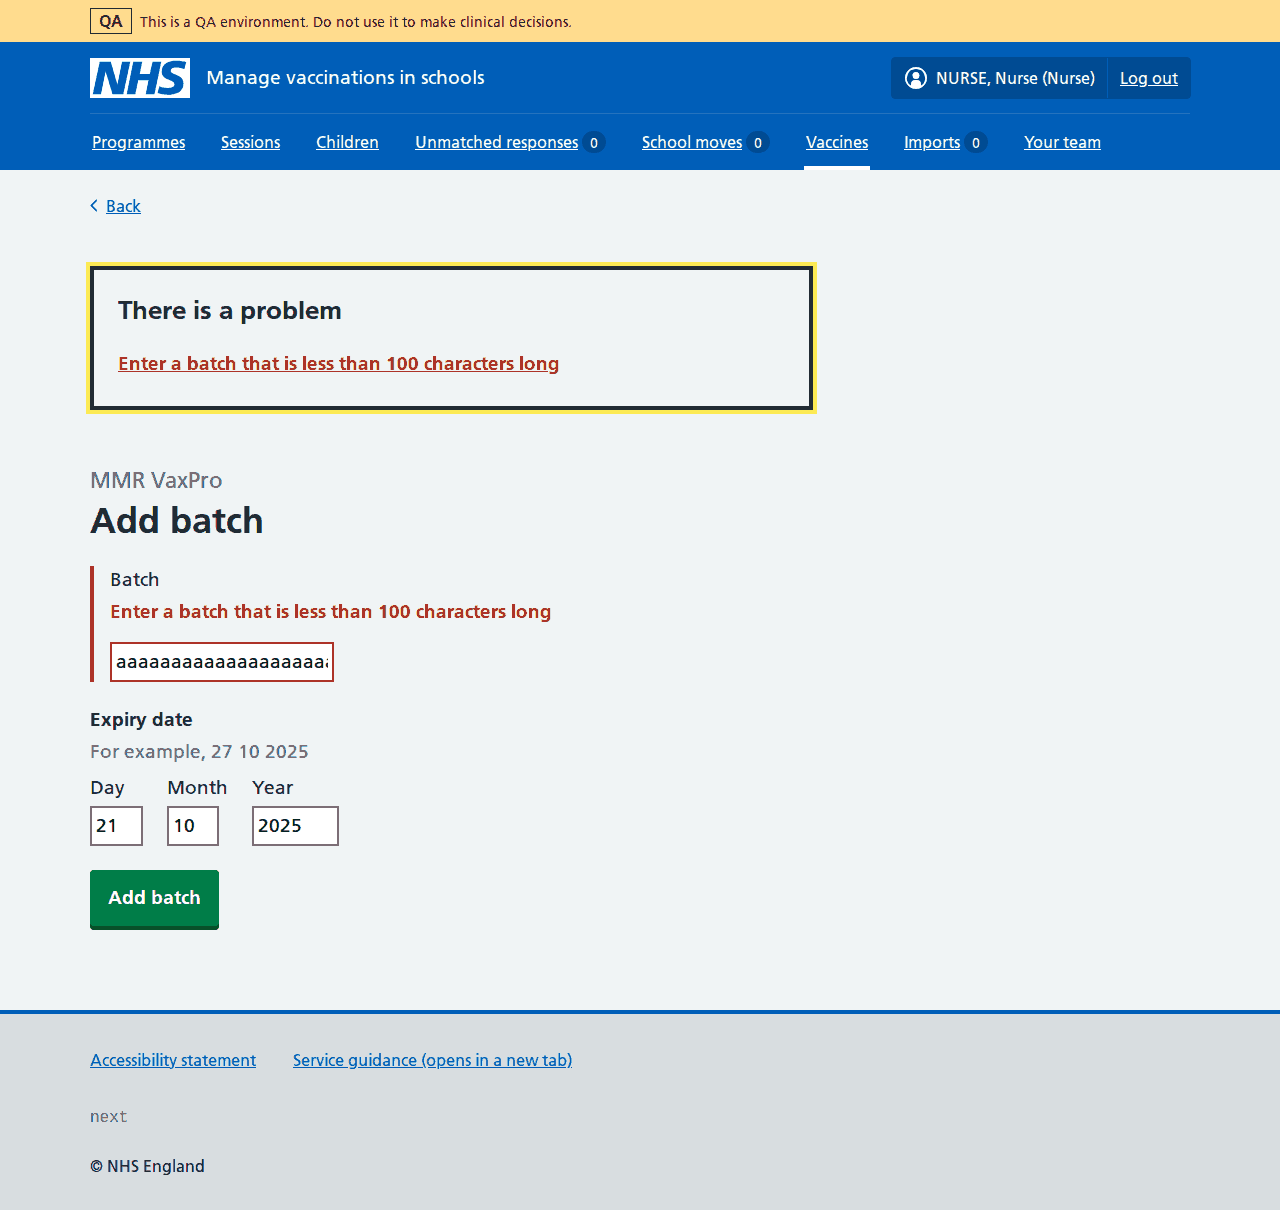 QA This is a QA environment. Do not use it to make clinical decisions.
NHS Manage vaccinations in schools NURSE, Nurse (Nurse) Log out
Programmes Sessions Children Unmatched responses 0 School moves 0 Vaccines Imports 0 Your team
Back
There is a problem
Enter a batch that is less than 100 characters long
MMR VaxPro
Add batch
Batch
Enter a batch that is less than 100 characters long
aaaaaaaaaaaaaaaaaaa
Expiry date
For example, 27 10 2025
Day Month Year
21 10 2025
Add batch
Accessibility statement Service guidance (opens in a new tab)
next
© NHS England